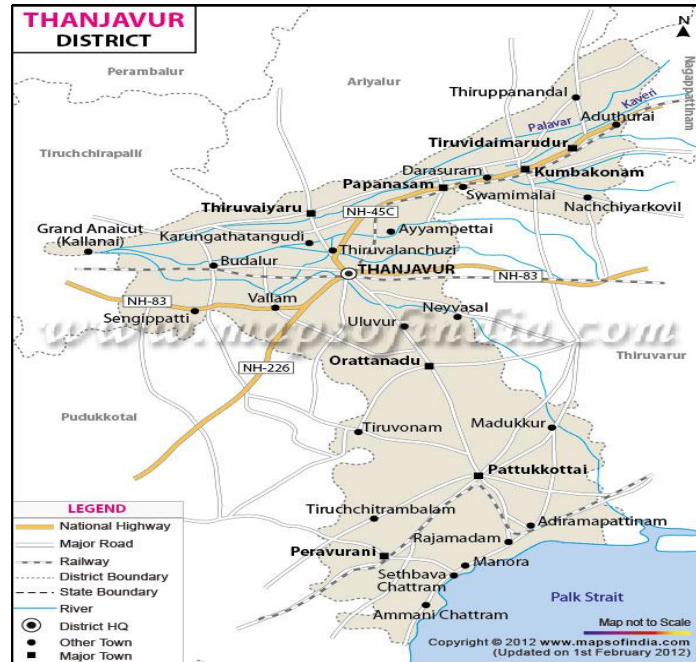 THANJAVUR
DISTRICT
N
Perambalur
Ariyalur
Nagappattinam
Thiruppanandal
Kaveri
Palavar
Aduthurai
Tiruchchirapalli
Tiruvidaimarudur
Darasuram
Kumbakonam
Papanasam
Swamimalai
Thiruvaiyaru
Nachchiyarkovil
NH-45C
Grand Anaicut
(Kallanai)
Karungathatangudi
Ayyampettai
Thiruvalanchuzi
Budalur
THANJAVUR
NH-83
NH-83
Vallam
Neyvasal
Sengippatti
Uluvur
www.mapsofindia.com
Thiruvarur
Orattanadu
NH-226
Pudukkotal
Tiruvonam
Madukkur
Pattukkottai
LEGEND
National Highway
Major Road
Railway
District Boundary
State Boundary
River
District HQ
Other Town
Major Town
Tiruchchitrambalam
Adiramapattinam
Rajamadam
Peravurani
Manora
Sethbava
Chattram
Ammani Chattram
Palk Strait
Map not to Scale
Copyright © 2012 www.mapsofindia.com
(Updated on 1st February 2012)